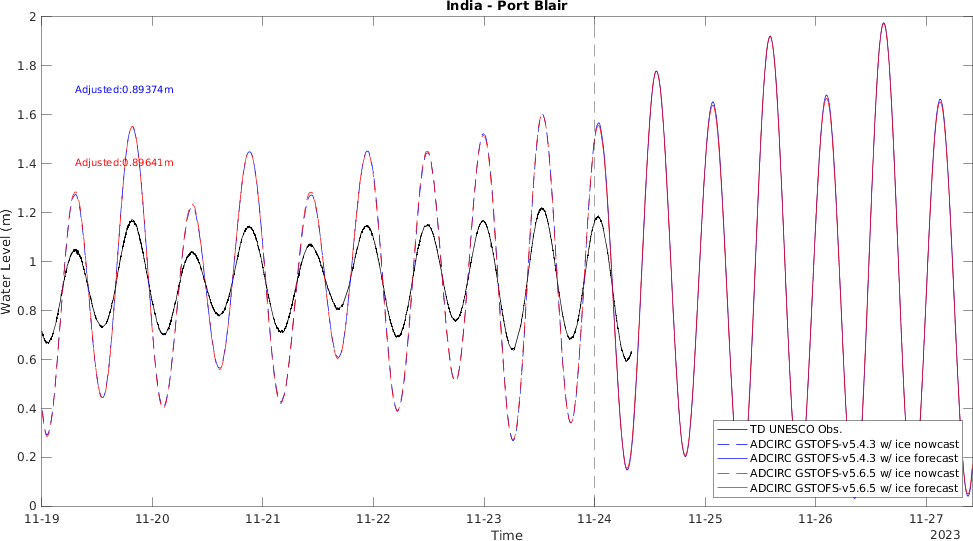 India - Port Blair
2
1.8
1.6
1.4
1.2
1
0.8
0.6
0.4
0.2
0
Water Level (m)
Adjusted:0.89374m
Adjusted:0.89641m
TD UNESCO Obs.
ADCIRC GSTOFS-v5.4.3 w/ ice nowcast
ADCIRC GSTOFS-v5.4.3 w/ ice forecast
ADCIRC GSTOFS-v5.6.5 w/ ice nowcast
ADCIRC GSTOFS-v5.6.5 w/ ice forecast
11-19 11-20 11-21 11-22 11-23 11-24 11-25 11-26 11-27
Time
2023